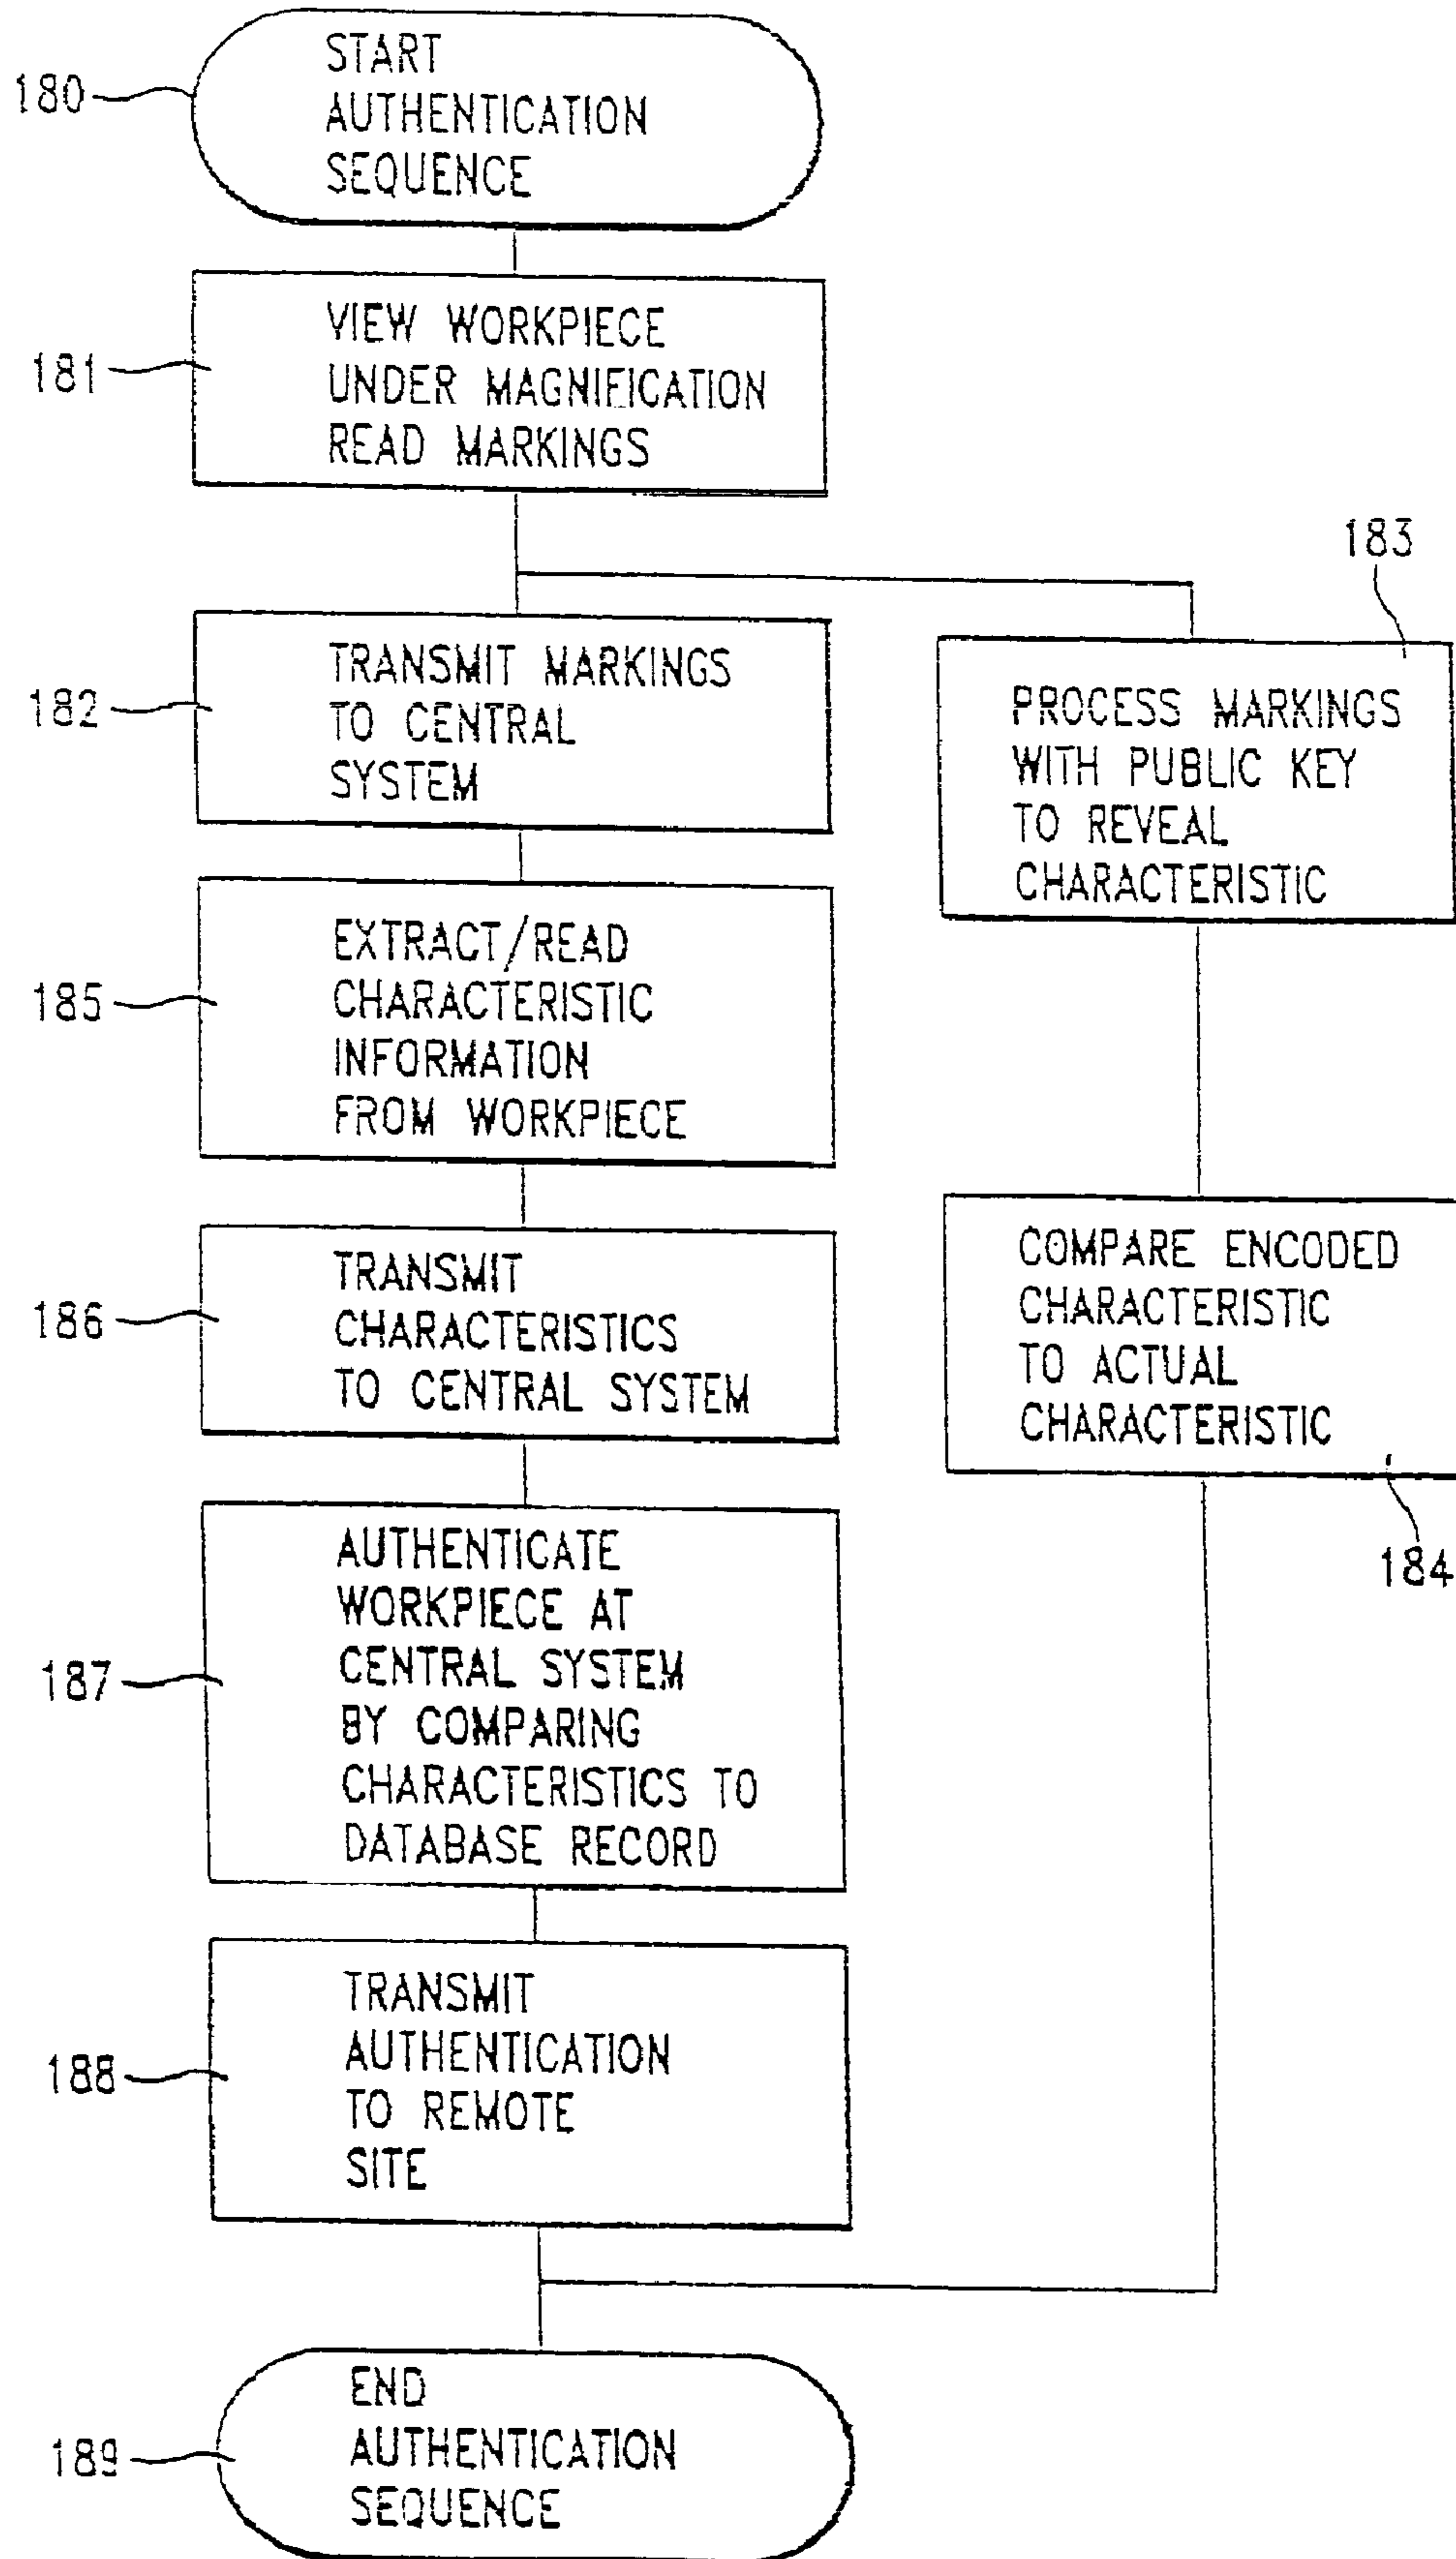 180
START
AUTHENTICATION
SEQUENCE
181
VIEW WORKPIECE
UNDER MAGNIFICATION
READ MARKINGS
182
TRANSMIT MARKINGS
TO CENTRAL
SYSTEM
183
PROCESS MARKINGS
WITH PUBLIC KEY
TO REVEAL
CHARACTERISTIC
185
EXTRACT/READ
CHARACTERISTIC
INFORMATION
FROM WORKPIECE
186
TRANSMIT
CHARACTERISTICS
TO CENTRAL SYSTEM
COMPARE ENCODED
CHARACTERISTIC
TO ACTUAL
CHARACTERISTIC
184
187
AUTHENTICATE
WORKPIECE AT
CENTRAL SYSTEM
BY COMPARING
CHARACTERISTICS TO
DATABASE RECORD
188
TRANSMIT
AUTHENTICATION
TO REMOTE
SITE
189
END
AUTHENTICATION
SEQUENCE